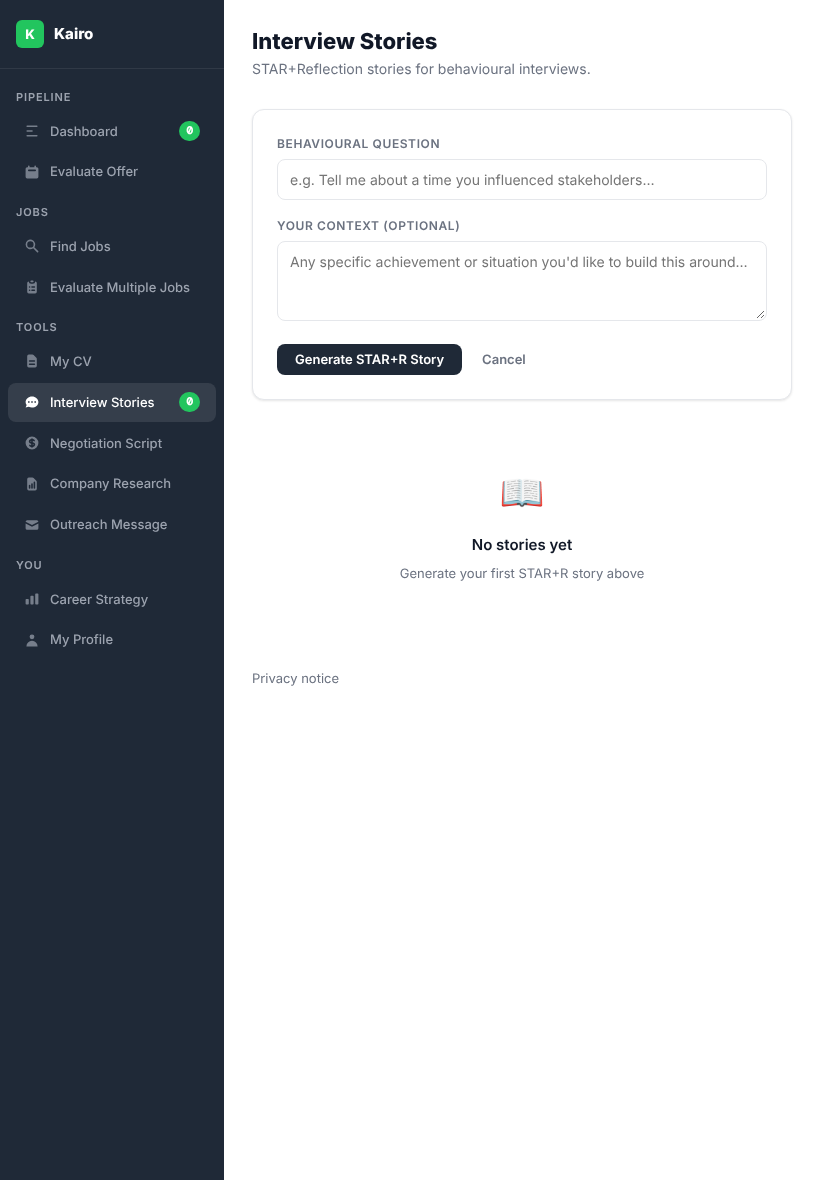 K
Kairo
PIPELINE
Dashboard 0
Evaluate Offer
JOBS
Find Jobs
Evaluate Multiple Jobs
TOOLS
My CV
Interview Stories 0
Negotiation Script
Company Research
Outreach Message
YOU
Career Strategy
My Profile
Interview Stories
STAR+Reflection stories for behavioural interviews.
BEHAVIOURAL QUESTION
e.g. Tell me about a time you influenced stakeholders...
YOUR CONTEXT (OPTIONAL)
Any specific achievement or situation you'd like to build this around...
Generate STAR+R Story Cancel
No stories yet
Generate your first STAR+R story above
Privacy notice